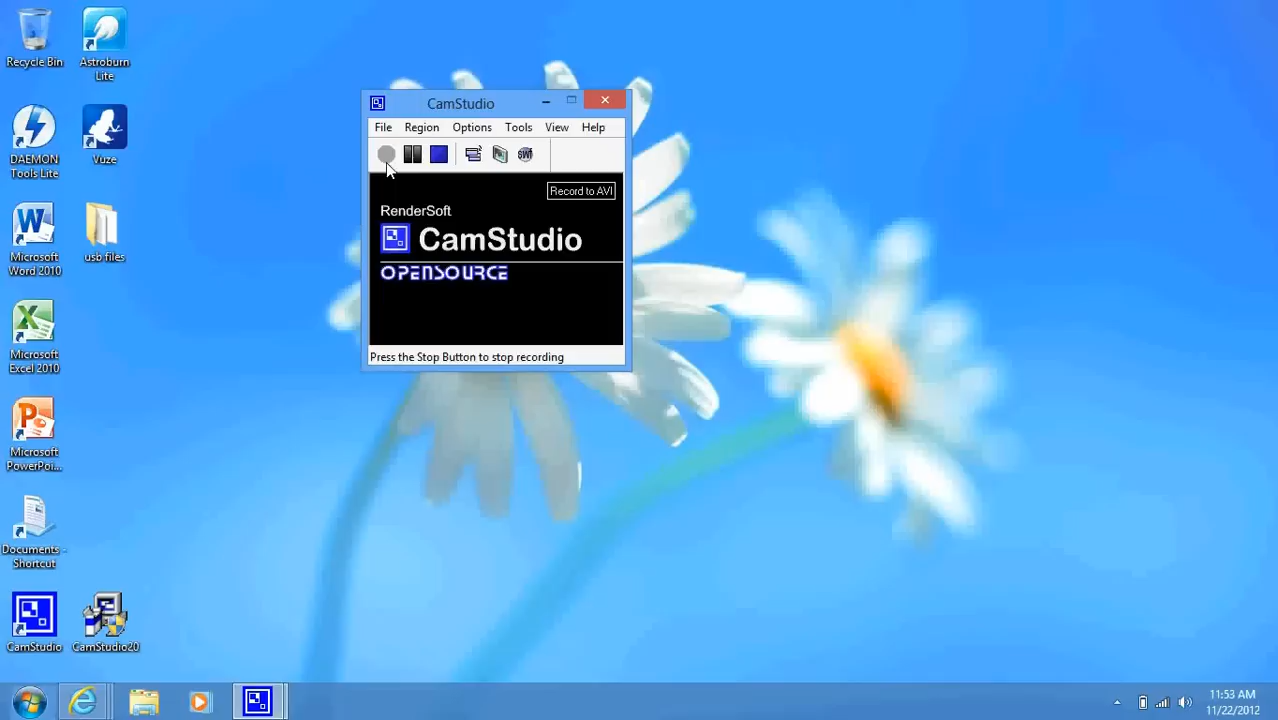 Recycle Bin
Astroburn
Lite
DAEMON
Tools Lite
Vuze
Microsoft
Word 2010
usb files
Microsoft
Excel 2010
Microsoft
PowerPoi...
Documents -
Shortcut
CamStudio
CamStudio20
CamStudio
File Region Options Tools View Help
SWF
Record to AVI
RenderSoft
CamStudio
OPENSOURCE
Press the Stop Button to stop recording
11:53 AM
11/22/2012